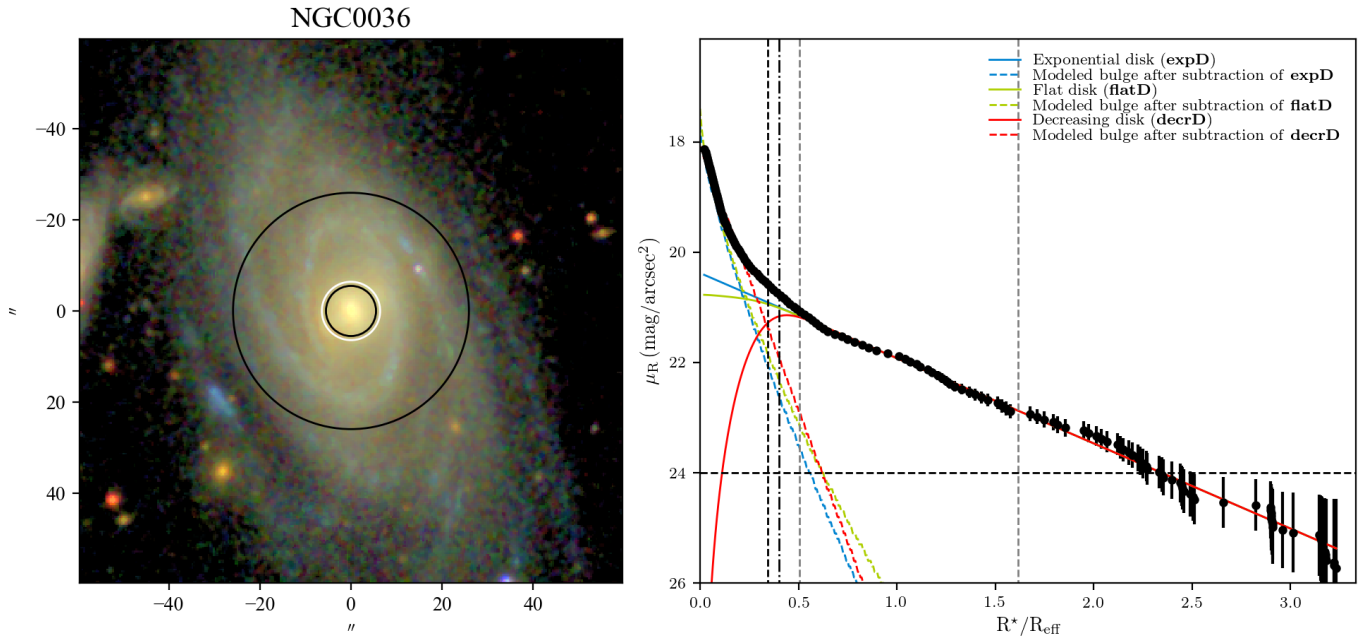 NGC0036
−40
−20
0
20
40
″
−40
−20
0
20
40
″
Exponential disk (expD)
Modeled bulge after subtraction of expD
Flat disk (flatD)
Modeled bulge after subtraction of flatD
Decreasing disk (decrD)
Modeled bulge after subtraction of decrD
18
20
22
24
26
μR (mag/arcsec²)
0.0
0.5
1.0
1.5
2.0
2.5
3.0
R⋆/Reff